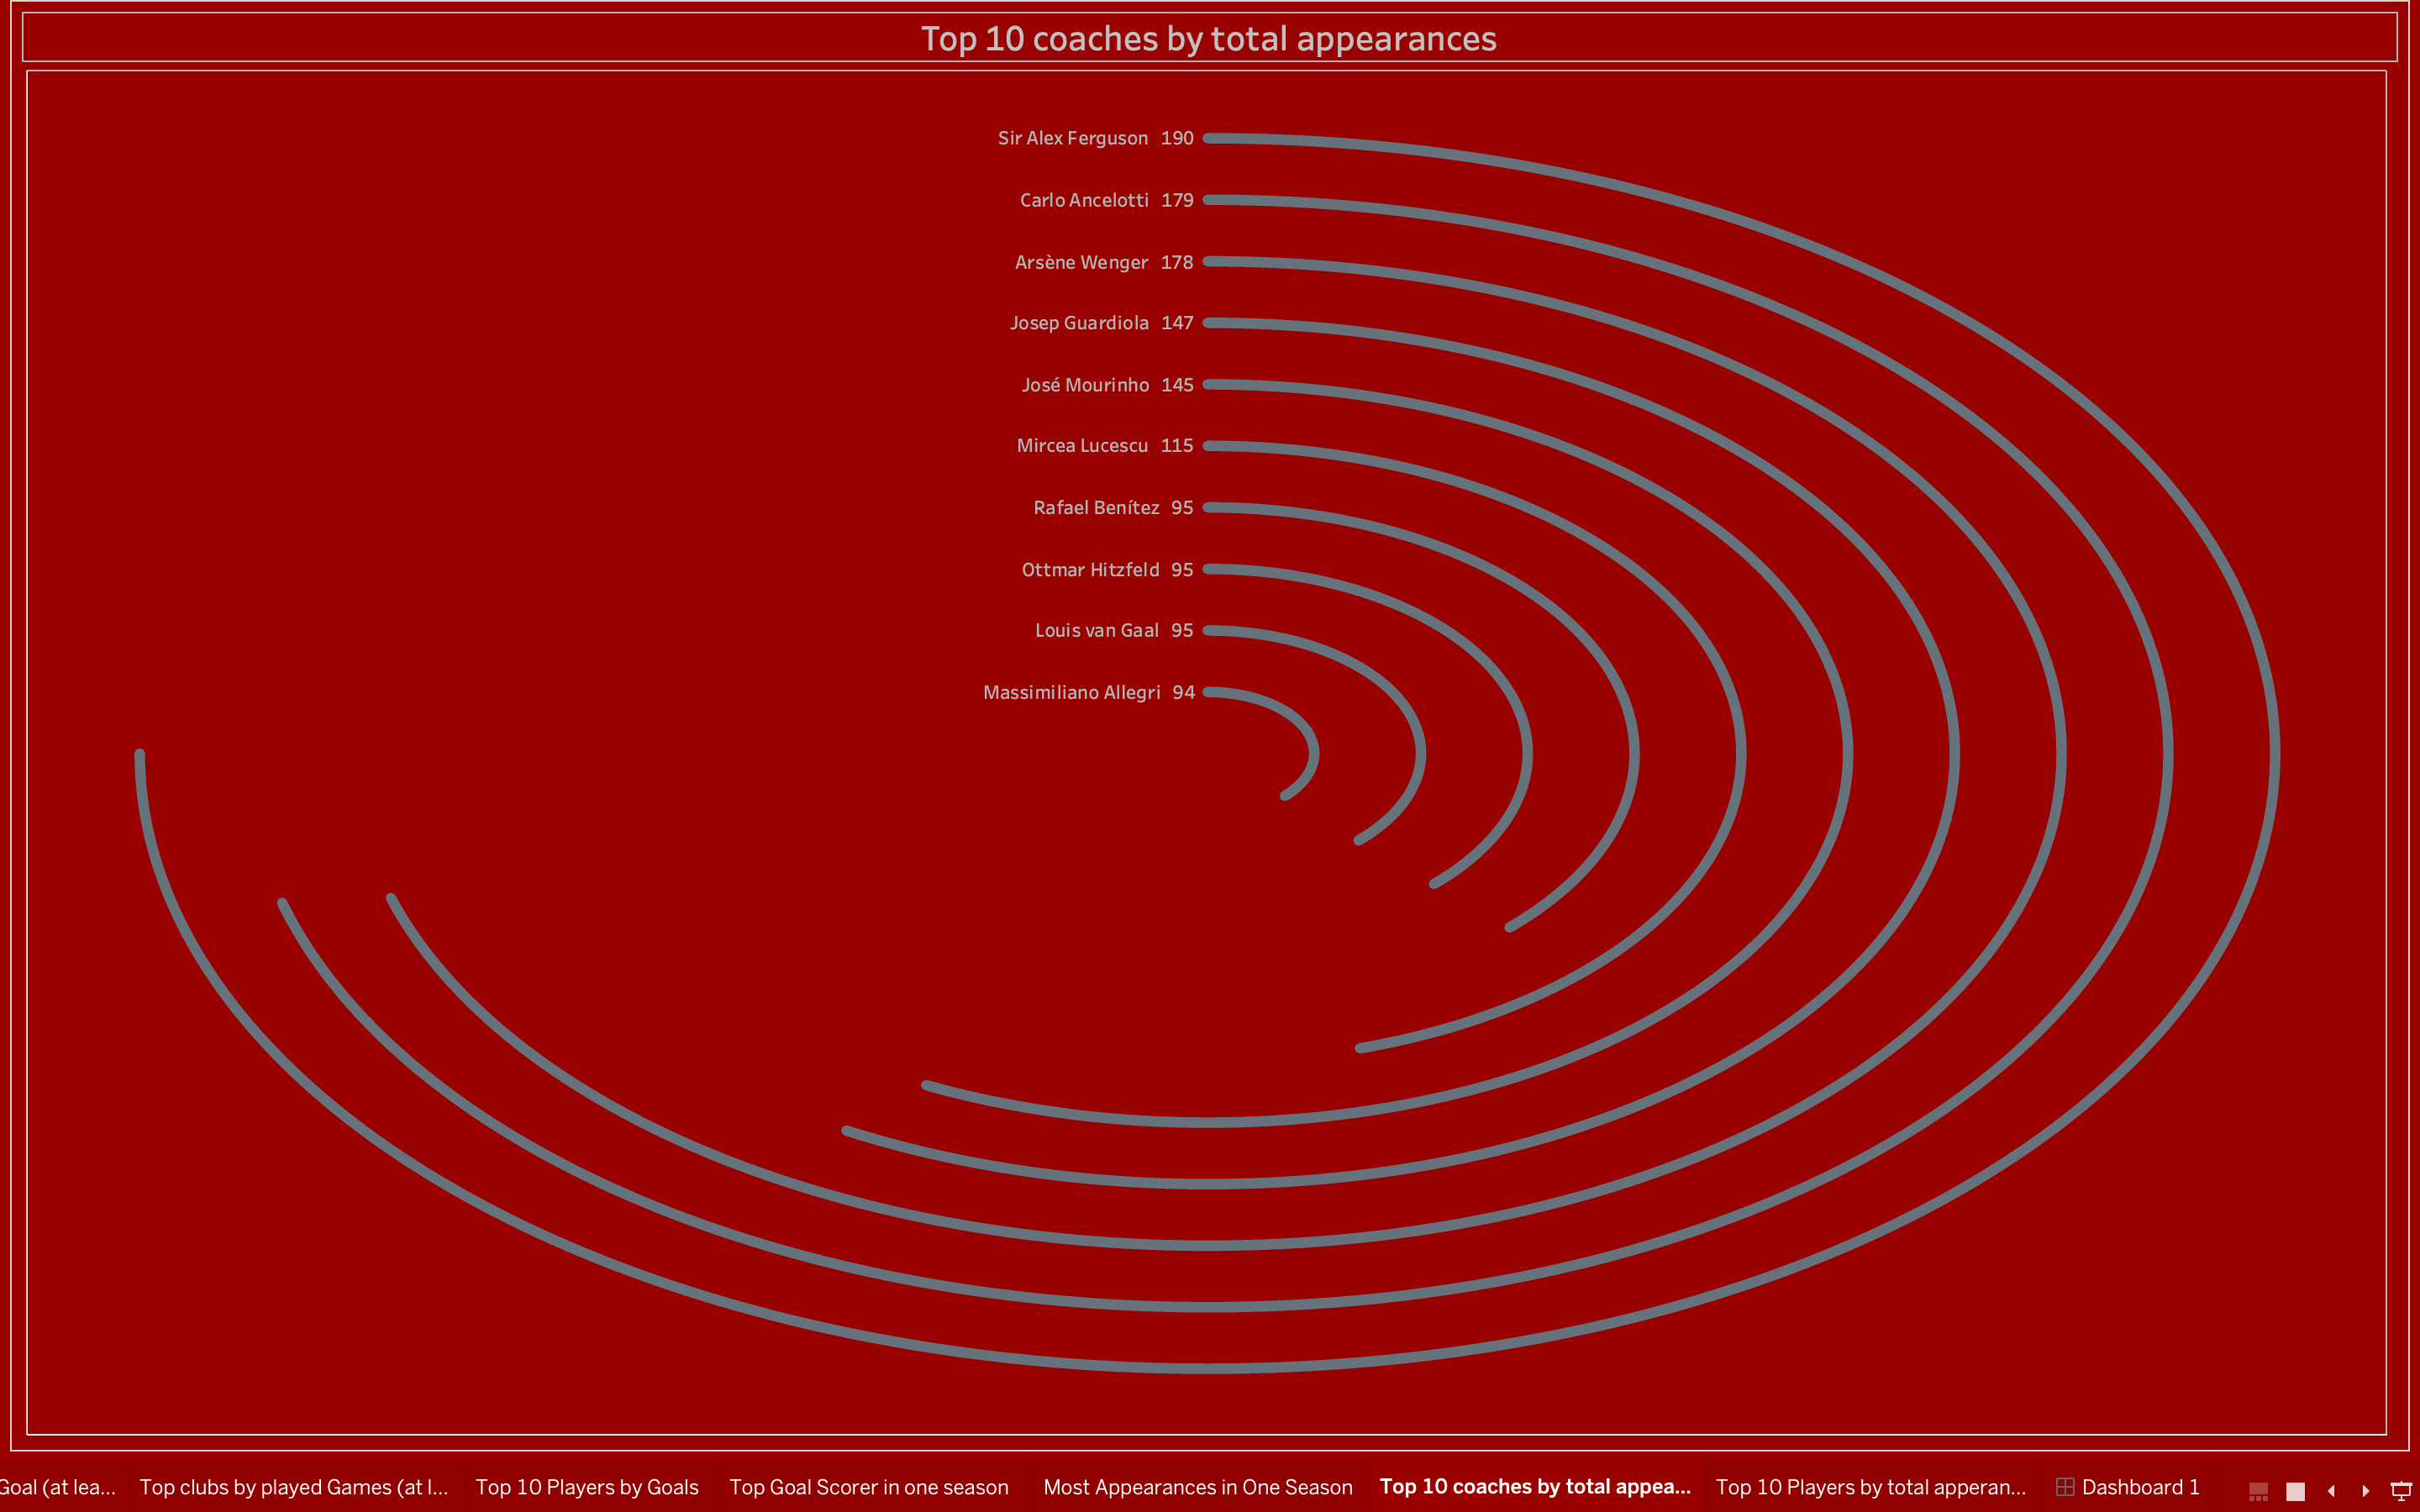 Top 10 coaches by total appearances
Sir Alex Ferguson 190
Carlo Ancelotti 179
Arsène Wenger 178
Josep Guardiola 147
José Mourinho 145
Mircea Lucescu 115
Rafael Benítez 95
Ottmar Hitzfeld 95
Louis van Gaal 95
Massimiliano Allegri 94
Goal (at lea... Top clubs by played Games (at l... Top 10 Players by Goals Top Goal Scorer in one season Most Appearances in One Season Top 10 coaches by total appea... Top 10 Players by total apperan... Dashboard 1